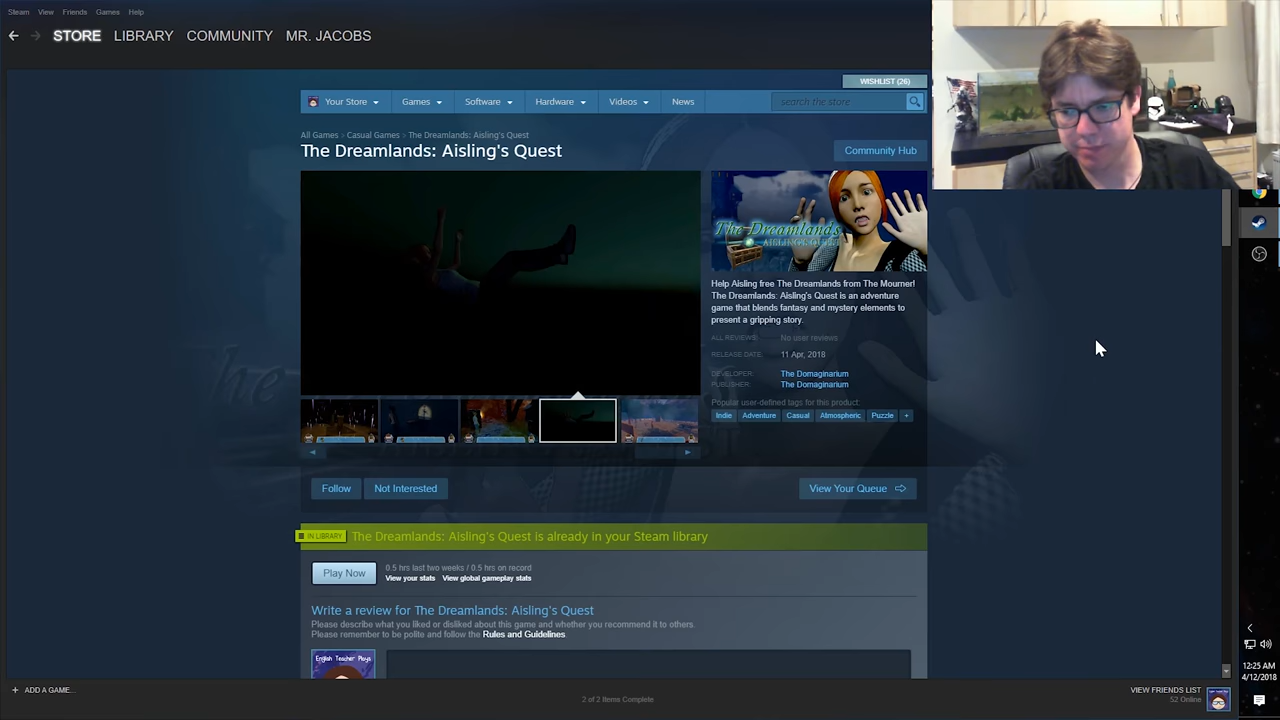 Steam View Friends Games Help
STORE LIBRARY COMMUNITY MR. JACOBS
WISHLIST (26)
Your Store Games Software Hardware Videos News search the store
All Games > Casual Games > The Dreamlands: Aisling's Quest
The Dreamlands: Aisling's Quest
Community Hub
The Dreamlands
AISLING'S QUEST
Help Aisling free The Dreamlands from The Mourner!
The Dreamlands: Aisling's Quest is an adventure
game that blends fantasy and mystery elements to
present a gripping story.
ALL REVIEWS: No user reviews
RELEASE DATE: 11 Apr, 2018
DEVELOPER: The Domaginarium
PUBLISHER: The Domaginarium
Popular user-defined tags for this product:
Indie Adventure Casual Atmospheric Puzzle +
Follow Not Interested View Your Queue
IN LIBRARY The Dreamlands: Aisling's Quest is already in your Steam library
Play Now
0.5 hrs last two weeks / 0.5 hrs on record
View your stats View global gameplay stats
Write a review for The Dreamlands: Aisling's Quest
Please describe what you liked or disliked about this game and whether you recommend it to others.
Please remember to be polite and follow the Rules and Guidelines.
English Teacher Plays
+ ADD A GAME...
2 of 2 Items Complete
VIEW FRIENDS LIST
52 Online
12:25 AM
4/12/2018